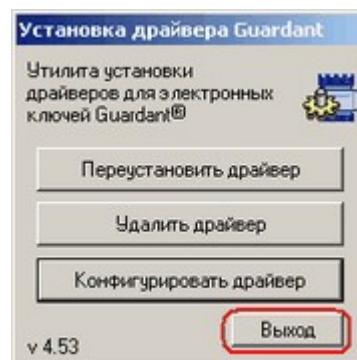 Установка драйвера Guardant
Утилита установки
драйверов для электронных
ключей Guardant®
Переустановить драйвер
Удалить драйвер
Конфигурировать драйвер
Выход
v 4.53